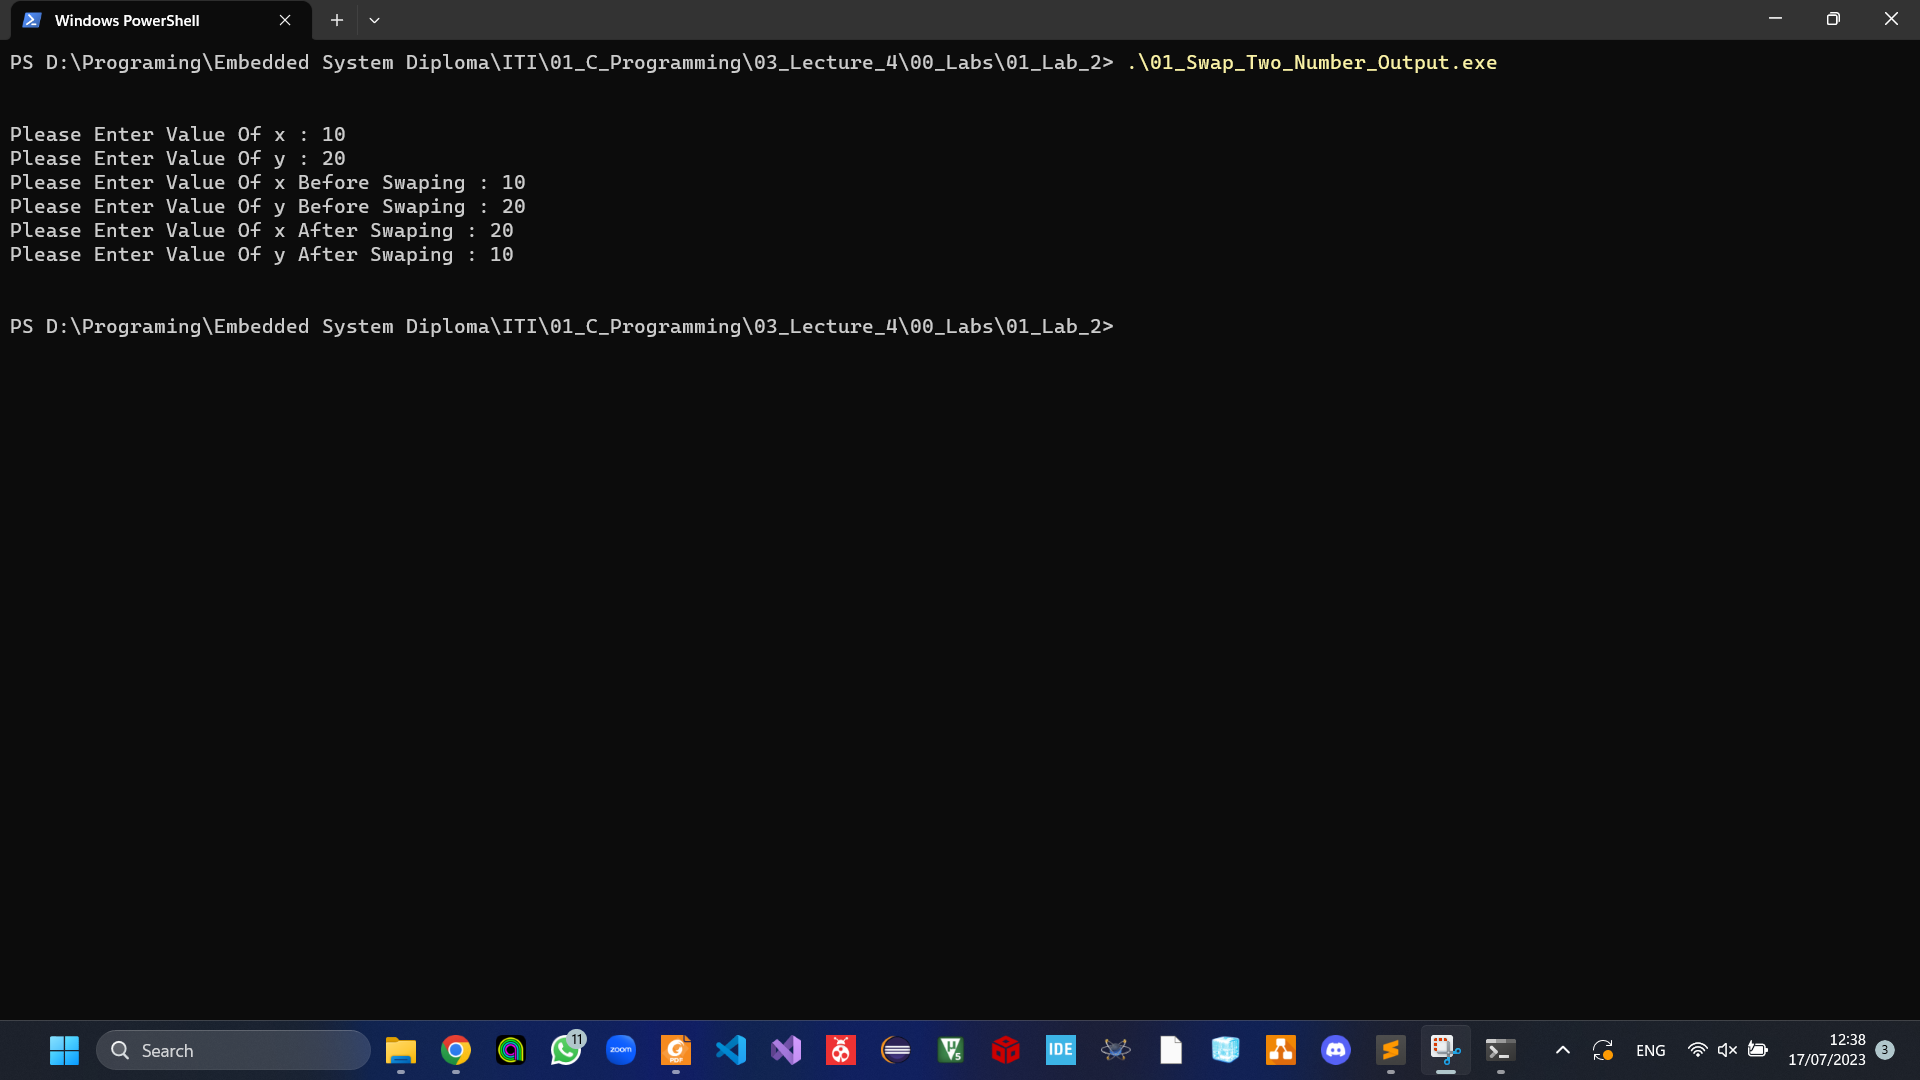 Windows PowerShell
PS D:\Programing\Embedded System Diploma\ITI\01_C_Programming\03_Lecture_4\00_Labs\01_Lab_2> .\01_Swap_Two_Number_Output.exe
Please Enter Value Of x : 10
Please Enter Value Of y : 20
Please Enter Value Of x Before Swaping : 10
Please Enter Value Of y Before Swaping : 20
Please Enter Value Of x After Swaping : 20
Please Enter Value Of y After Swaping : 10
PS D:\Programing\Embedded System Diploma\ITI\01_C_Programming\03_Lecture_4\00_Labs\01_Lab_2>
Search
11
zoom
PDF
5
IDE
ENG
12:38
17/07/2023
3